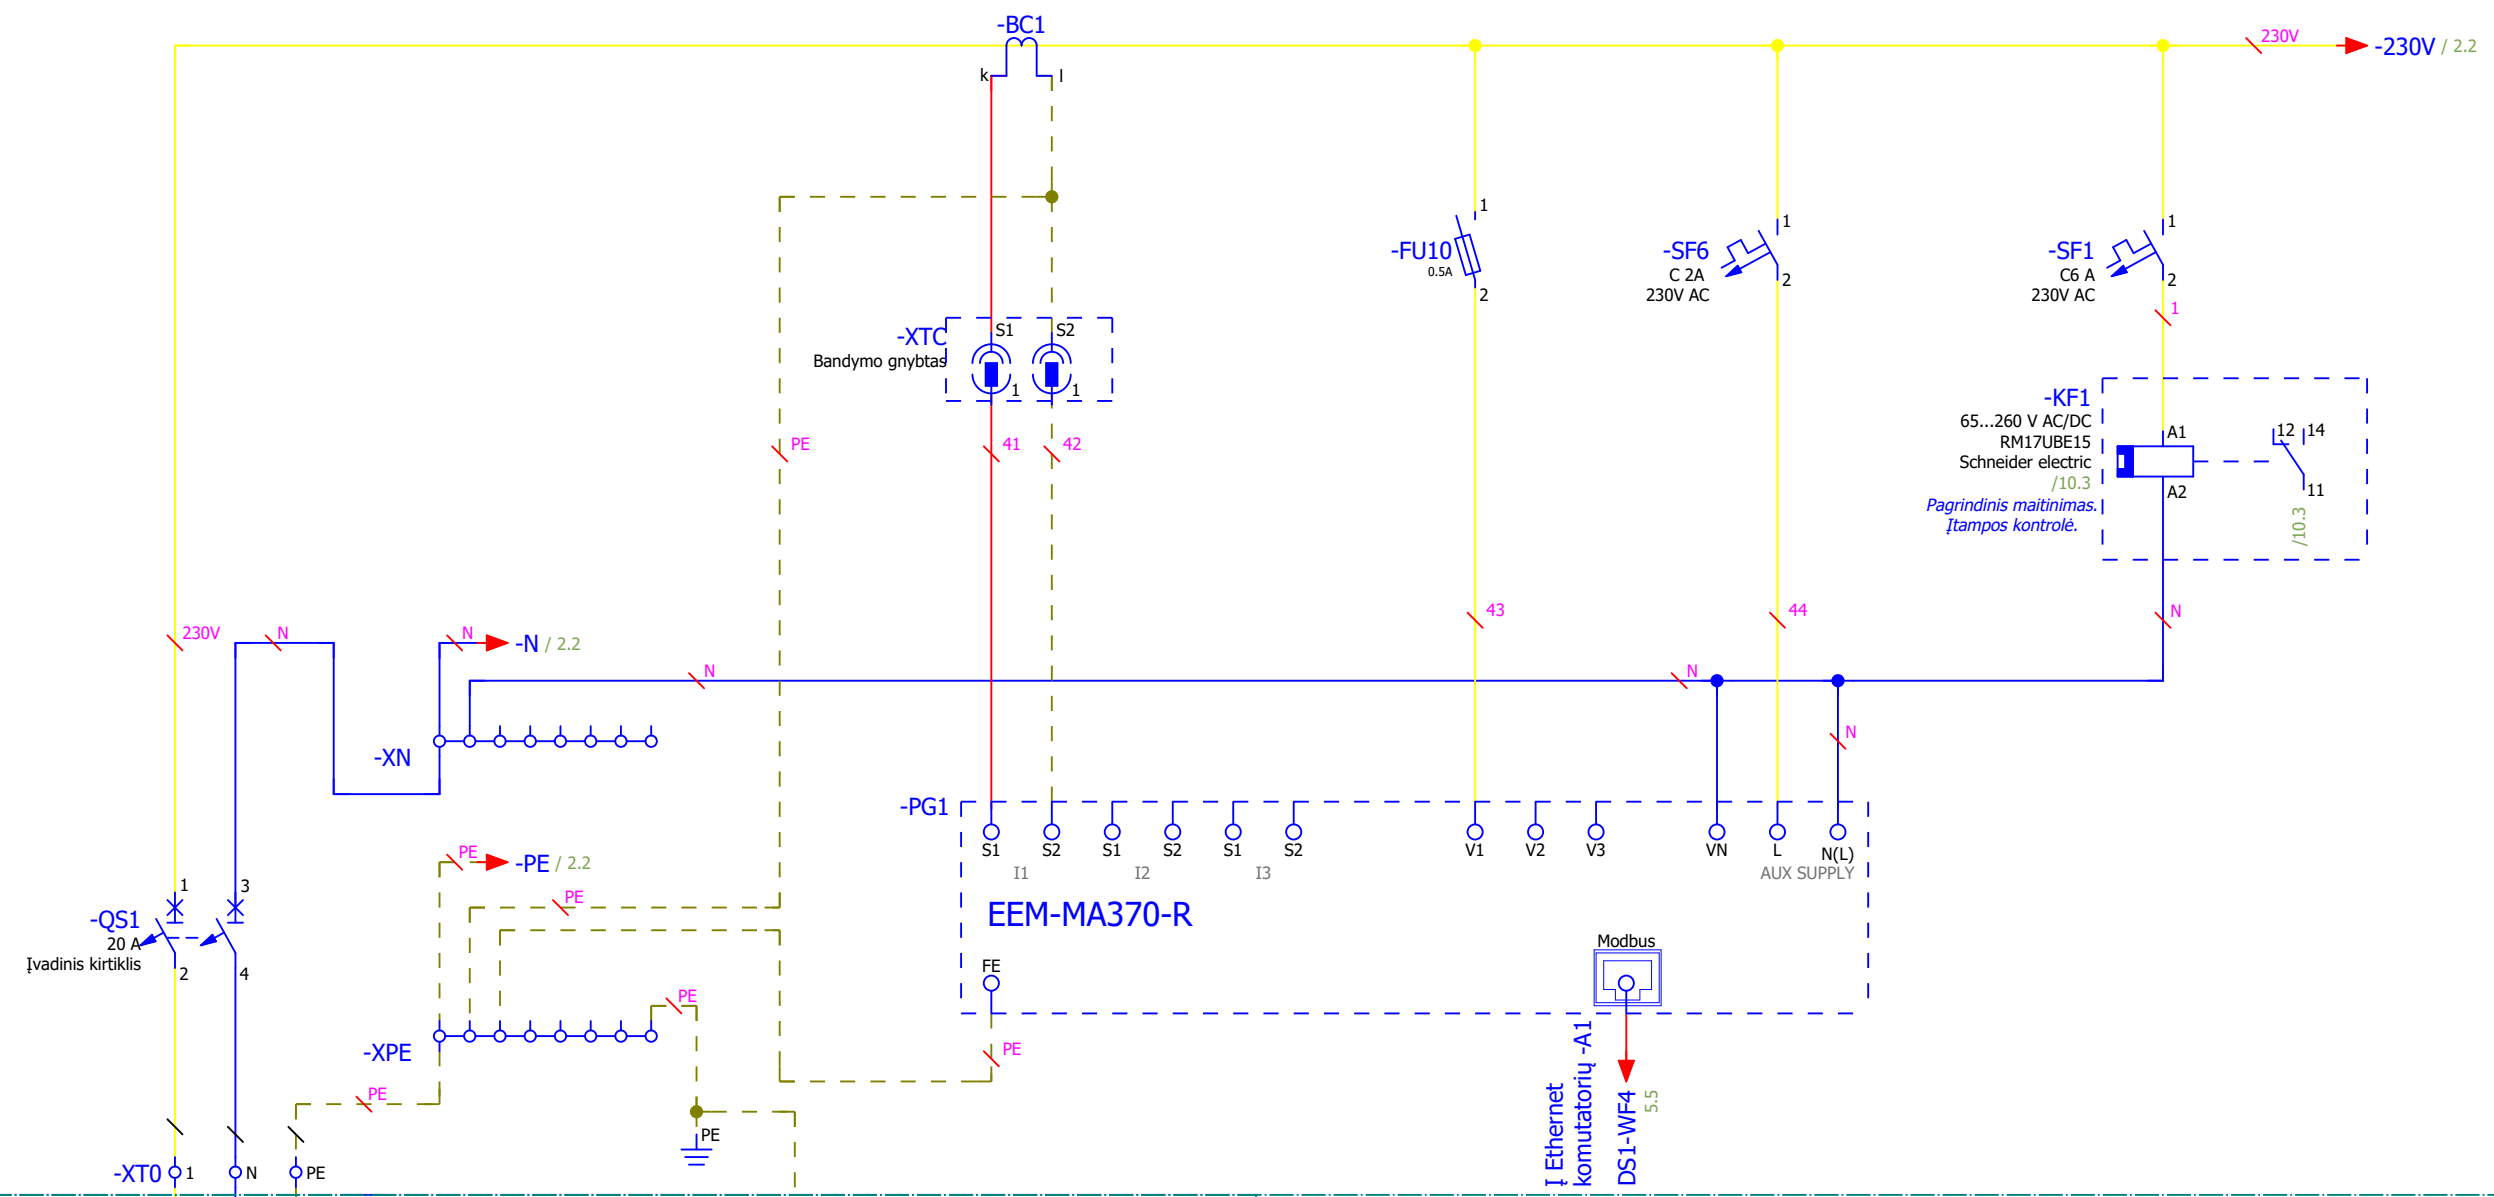 -BC1
k
l
230V
-230V / 2.2
1
-FU10
0.5A
2
1
-SF6
C 2A
230V AC
2
1
-SF1
C6 A
230V AC
2
1
-XTC
Bandymo gnybtas
S1
S2
1
1
PE
41
42
-KF1
65...260 V AC/DC
RM17UBE15
Schneider electric
/10.3
Pagrindinis maitinimas.
Įtampos kontrolė.
A1
A2
12
14
11
/10.3
230V
N
N
-N / 2.2
N
43
44
N
N
N
-XN
-PG1
S1
S2
S1
S2
S1
S2
V1
V2
V3
VN
L
N(L)
I1
I2
I3
AUX SUPPLY
EEM-MA370-R
PE
-PE / 2.2
PE
1
3
-QS1
20 A
Įvadinis kirtiklis
2
4
Modbus
FE
PE
PE
-XPE
PE
PE
Į Ethernet
komutatorių -A1
DS1-WF4
5.5
-XT0
1
N
PE